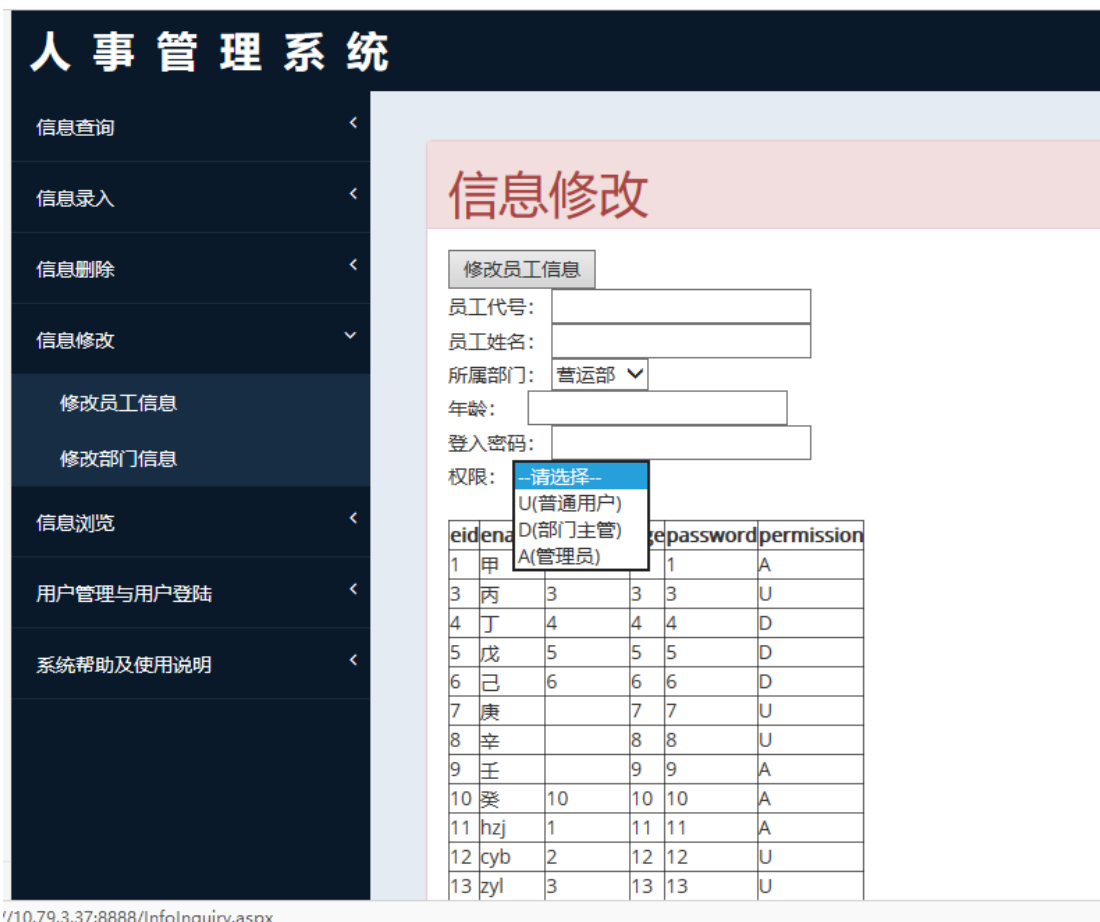 人事管理系统
信息查询
信息录入
信息删除
信息修改
修改员工信息
修改部门信息
信息浏览
用户管理与用户登陆
系统帮助及使用说明
信息修改
修改员工信息
员工代号：
员工姓名：
所属部门： 营运部
年龄：
登入密码：
权限： --请选择--
U(普通用户)
D(部门主管)
A(管理员)
eid ena ge password permission
1 甲 1 A
3 丙 3 3 3 U
4 丁 4 4 4 D
5 戊 5 5 5 D
6 己 6 6 6 D
7 庚 7 7 U
8 辛 8 8 U
9 壬 9 9 A
10 癸 10 10 10 A
11 hzj 1 11 11 A
12 cyb 2 12 12 U
13 zyl 3 13 13 U
//10.79.3.37:8888/InfoInquiry.aspx